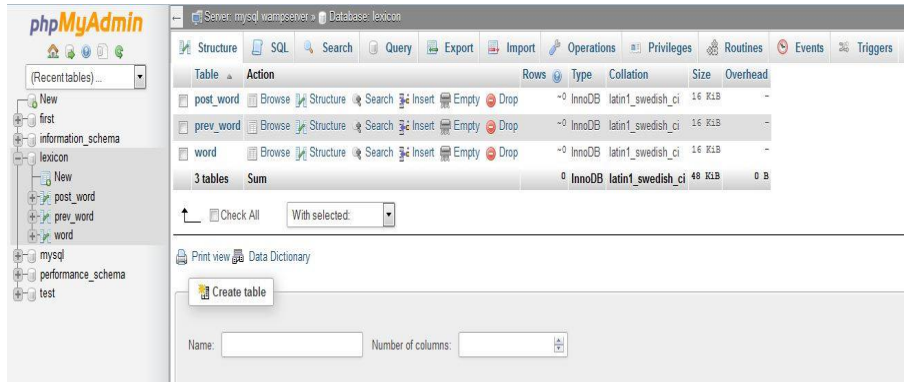 phpMyAdmin
(Recent tables) ...
New
first
information_schema
lexicon
New
post_word
prev_word
word
mysql
performance_schema
test
Server: mysql wampserver » Database: lexicon
Structure SQL Search Query Export Import Operations Privileges Routines Events Triggers
Table Action Rows Type Collation Size Overhead
post_word Browse Structure Search Insert Empty Drop ~0 InnoDB latin1_swedish_ci 16 KiB -
prev_word Browse Structure Search Insert Empty Drop ~0 InnoDB latin1_swedish_ci 16 KiB -
word Browse Structure Search Insert Empty Drop ~0 InnoDB latin1_swedish_ci 16 KiB -
3 tables Sum 0 InnoDB latin1_swedish_ci 48 KiB 0 B
Check All With selected:
Print view Data Dictionary
Create table
Name: Number of columns: